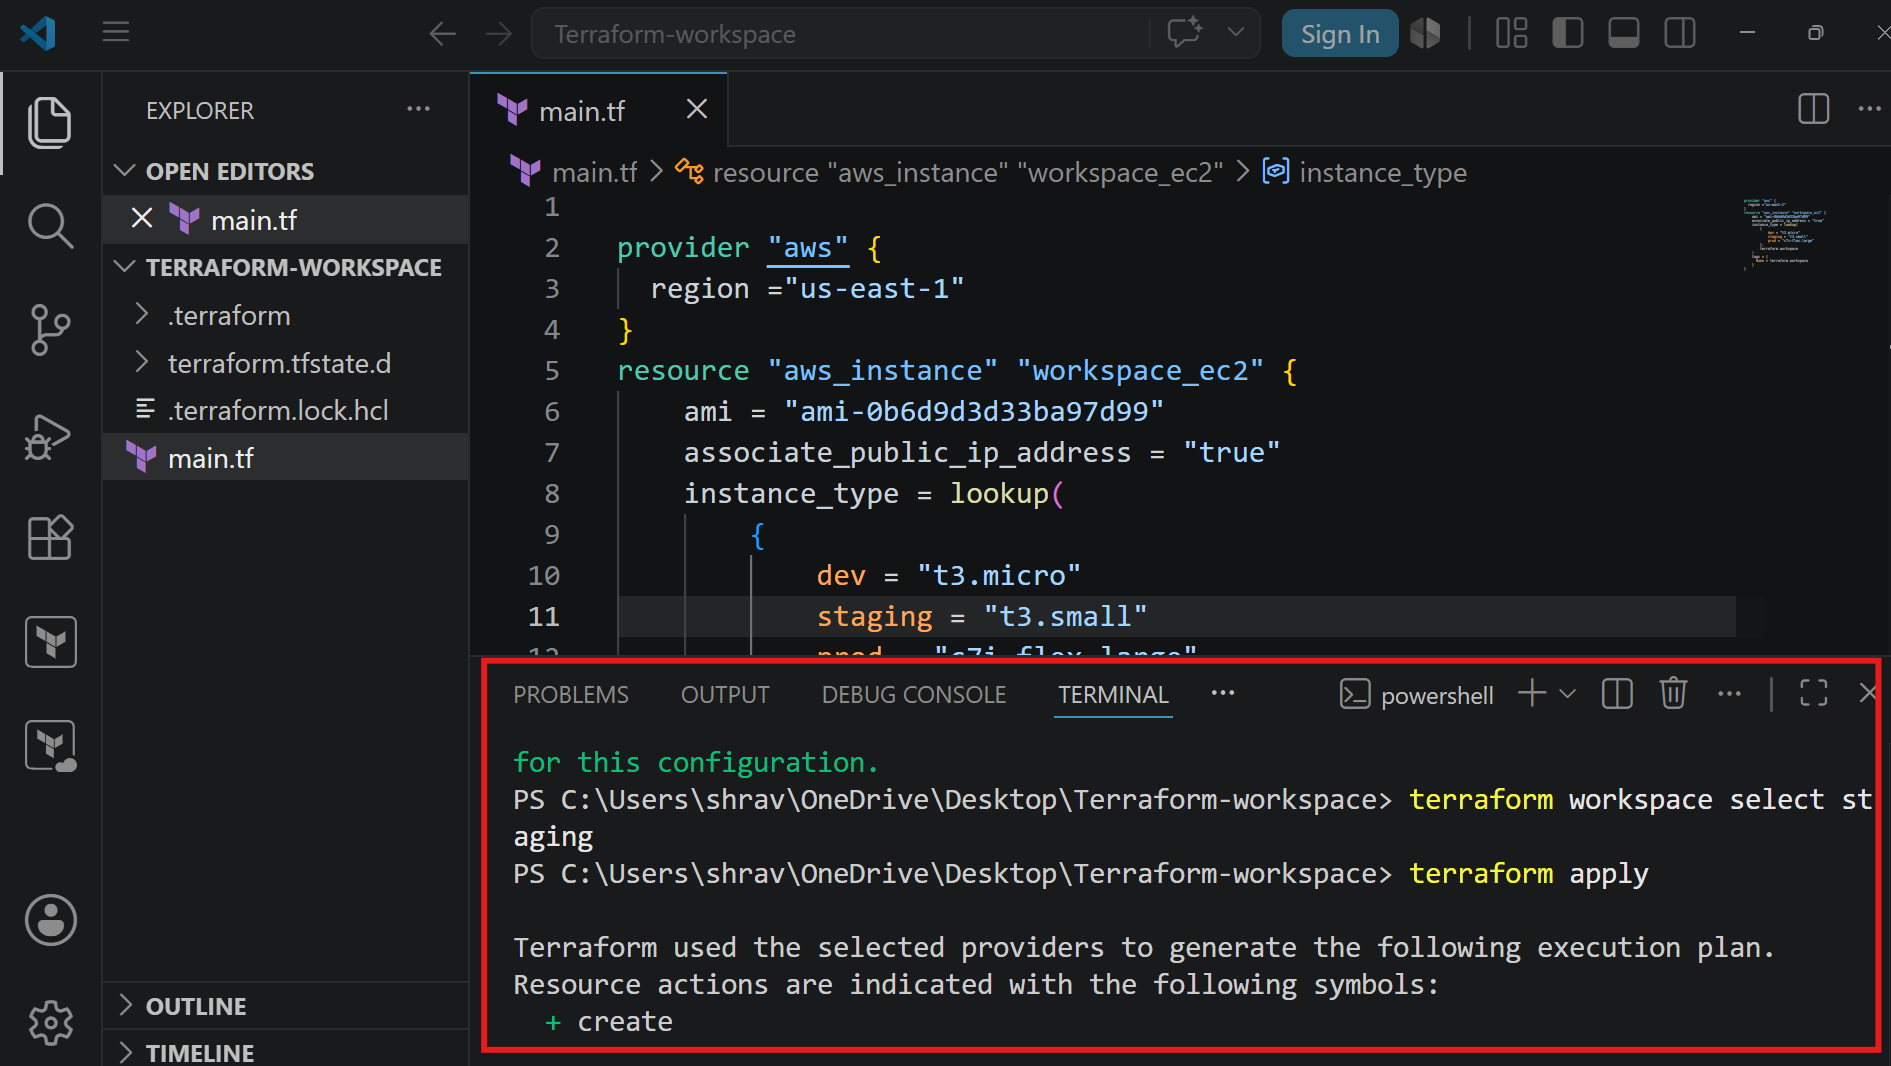 Terraform-workspace
Sign In
EXPLORER
OPEN EDITORS
main.tf
TERRAFORM-WORKSPACE
.terraform
terraform.tfstate.d
.terraform.lock.hcl
main.tf
OUTLINE
TIMELINE
main.tf
main.tf > resource "aws_instance" "workspace_ec2" > instance_type
1
2 provider "aws" {
3 region ="us-east-1"
4 }
5 resource "aws_instance" "workspace_ec2" {
6 ami = "ami-0b6d9d3d33ba97d99"
7 associate_public_ip_address = "true"
8 instance_type = lookup(
9 {
10 dev = "t3.micro"
11 staging = "t3.small"
12 prod = "c7i-flex.large"
PROBLEMS OUTPUT DEBUG CONSOLE TERMINAL ... powershell
for this configuration.
PS C:\Users\shrav\OneDrive\Desktop\Terraform-workspace> terraform workspace select st
aging
PS C:\Users\shrav\OneDrive\Desktop\Terraform-workspace> terraform apply
Terraform used the selected providers to generate the following execution plan.
Resource actions are indicated with the following symbols:
+ create